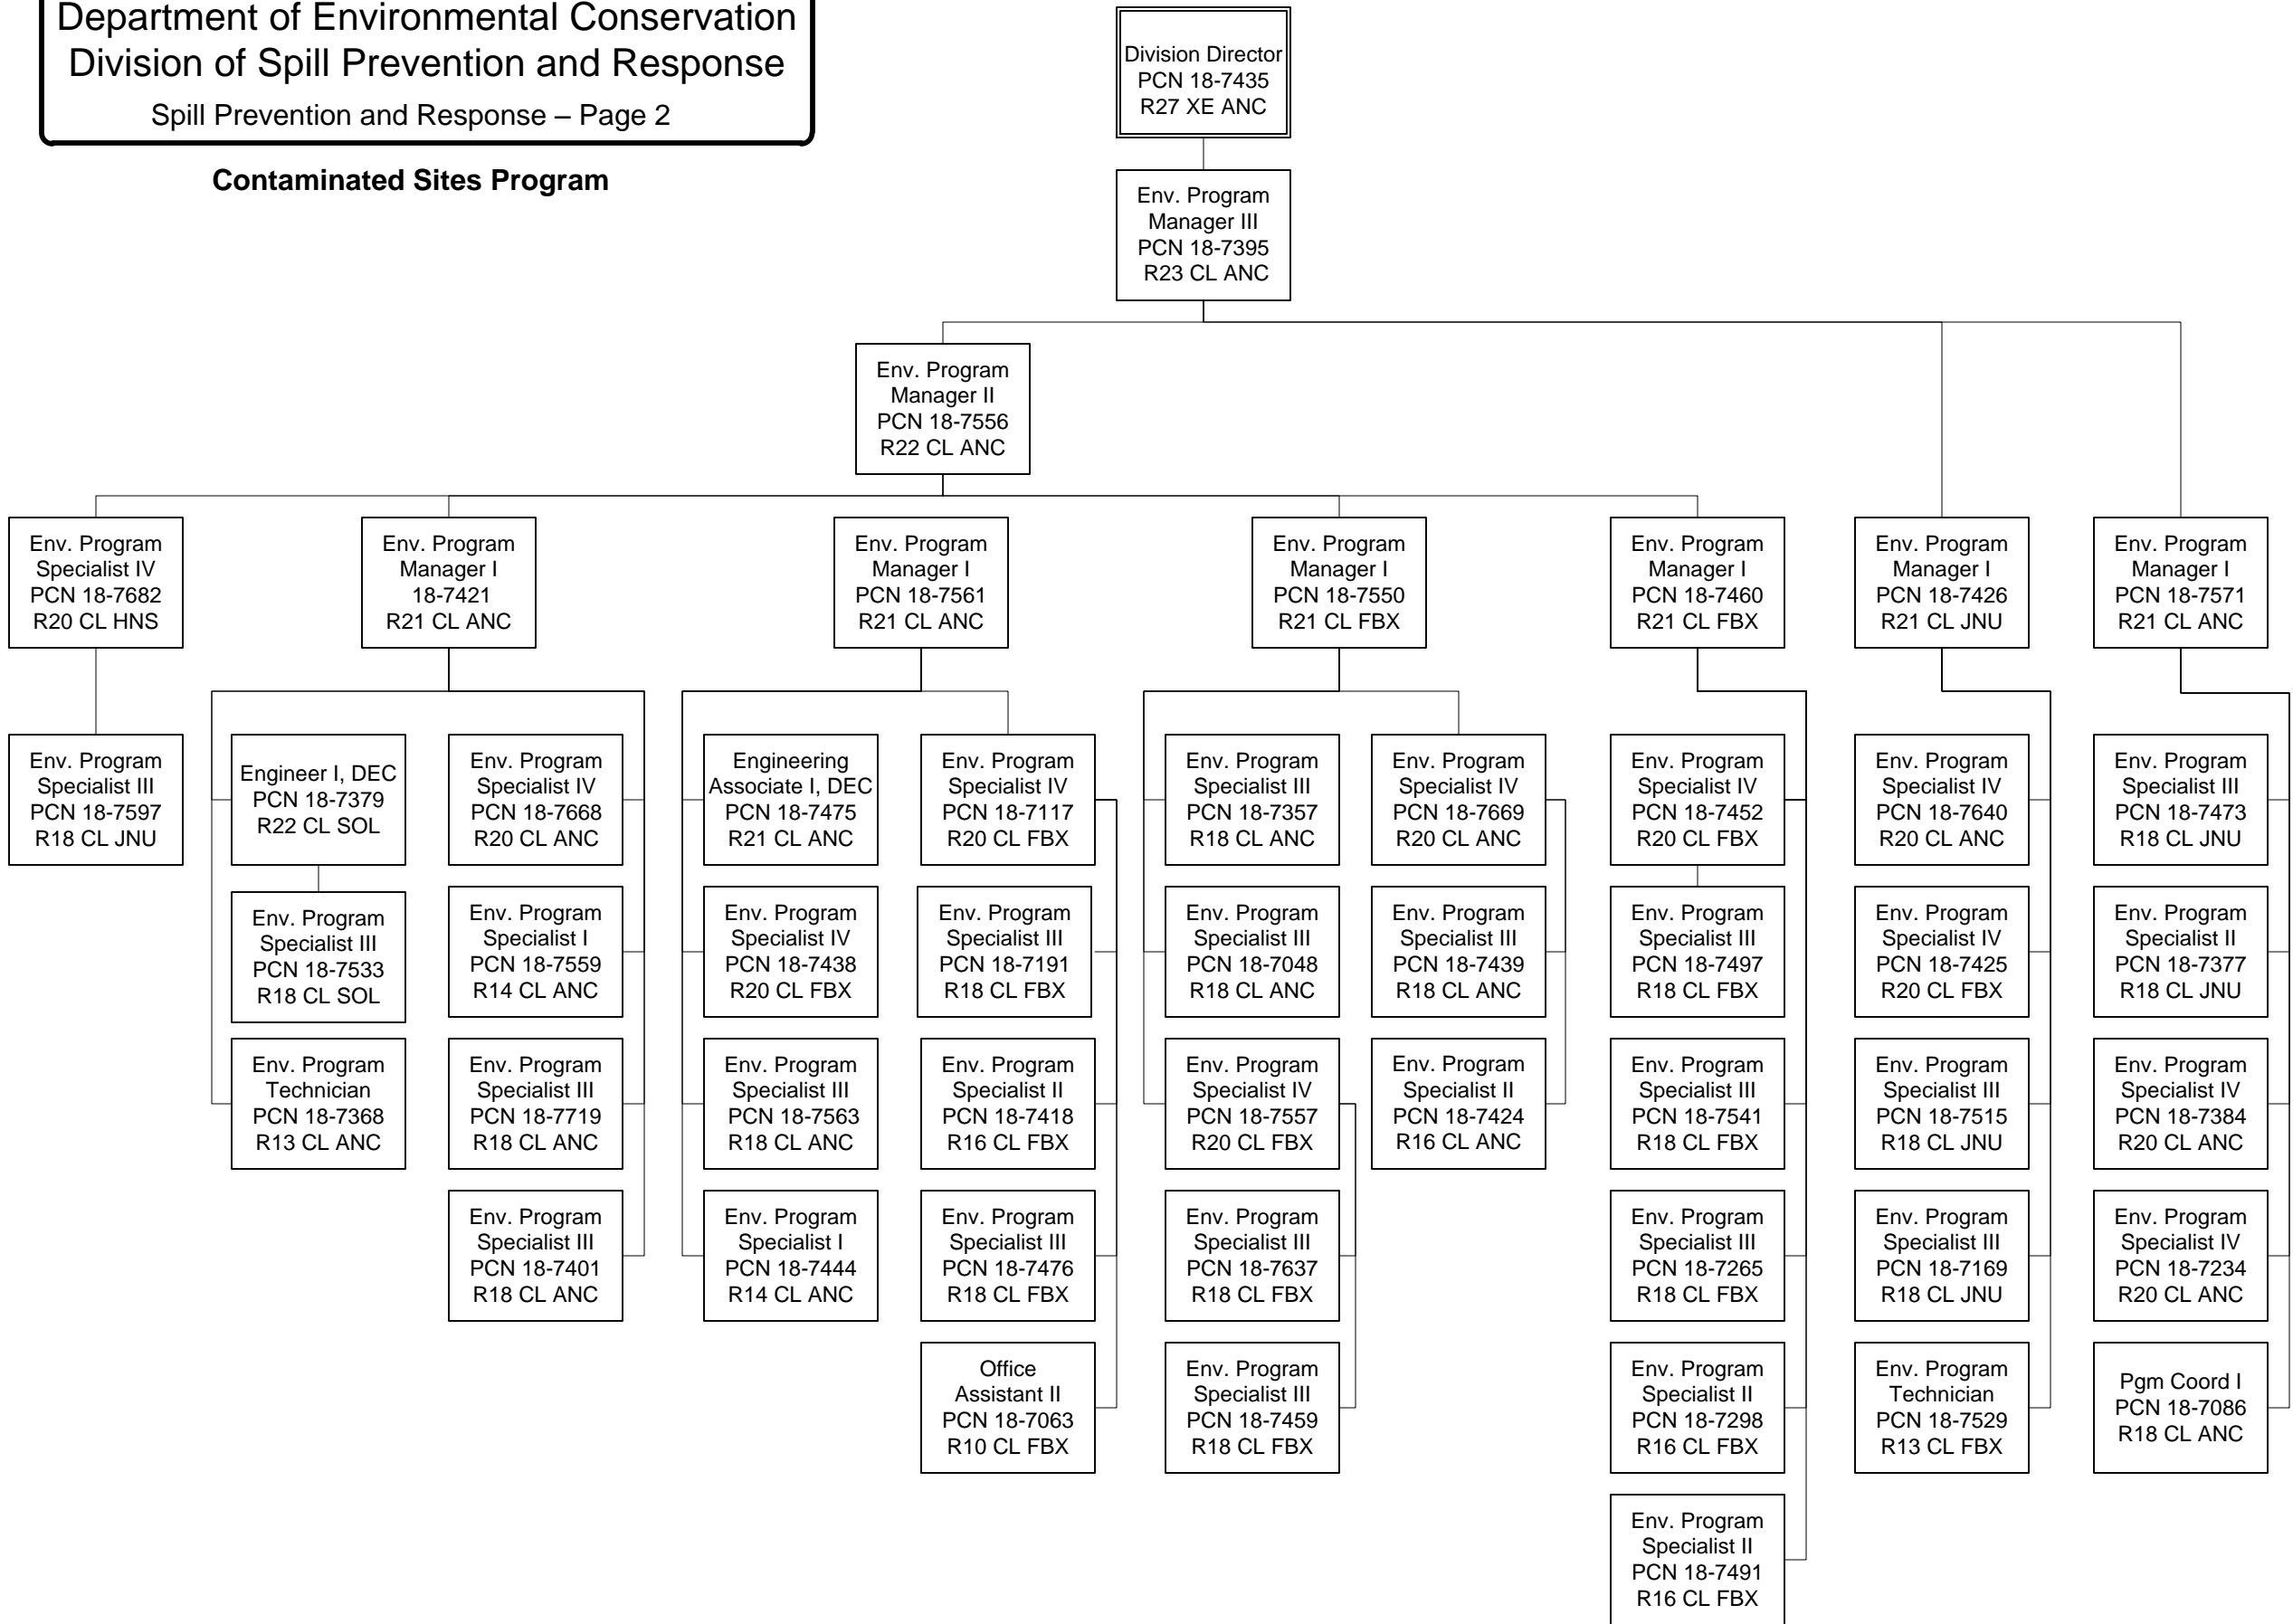 Department of Environmental Conservation
Division of Spill Prevention and Response
Spill Prevention and Response – Page 2
Contaminated Sites Program
Division Director
PCN 18-7435
R27 XE ANC
Env. Program
Manager III
PCN 18-7395
R23 CL ANC
Env. Program
Manager II
PCN 18-7556
R22 CL ANC
Env. Program
Specialist IV
PCN 18-7682
R20 CL HNS
Env. Program
Manager I
18-7421
R21 CL ANC
Env. Program
Manager I
PCN 18-7561
R21 CL ANC
Env. Program
Manager I
PCN 18-7550
R21 CL FBX
Env. Program
Manager I
PCN 18-7460
R21 CL FBX
Env. Program
Manager I
PCN 18-7426
R21 CL JNU
Env. Program
Manager I
PCN 18-7571
R21 CL ANC
Env. Program
Specialist III
PCN 18-7597
R18 CL JNU
Engineer I, DEC
PCN 18-7379
R22 CL SOL
Env. Program
Specialist III
PCN 18-7533
R18 CL SOL
Env. Program
Technician
PCN 18-7368
R13 CL ANC
Env. Program
Specialist IV
PCN 18-7668
R20 CL ANC
Env. Program
Specialist I
PCN 18-7559
R14 CL ANC
Env. Program
Specialist III
PCN 18-7719
R18 CL ANC
Env. Program
Specialist III
PCN 18-7401
R18 CL ANC
Engineering
Associate I, DEC
PCN 18-7475
R21 CL ANC
Env. Program
Specialist IV
PCN 18-7438
R20 CL FBX
Env. Program
Specialist III
PCN 18-7563
R18 CL ANC
Env. Program
Specialist I
PCN 18-7444
R14 CL ANC
Env. Program
Specialist IV
PCN 18-7117
R20 CL FBX
Env. Program
Specialist III
PCN 18-7191
R18 CL FBX
Env. Program
Specialist II
PCN 18-7418
R16 CL FBX
Env. Program
Specialist III
PCN 18-7476
R18 CL FBX
Office
Assistant II
PCN 18-7063
R10 CL FBX
Env. Program
Specialist III
PCN 18-7357
R18 CL ANC
Env. Program
Specialist III
PCN 18-7048
R18 CL ANC
Env. Program
Specialist IV
PCN 18-7557
R20 CL FBX
Env. Program
Specialist III
PCN 18-7637
R18 CL FBX
Env. Program
Specialist III
PCN 18-7459
R18 CL FBX
Env. Program
Specialist IV
PCN 18-7669
R20 CL ANC
Env. Program
Specialist III
PCN 18-7439
R18 CL ANC
Env. Program
Specialist II
PCN 18-7424
R16 CL ANC
Env. Program
Specialist IV
PCN 18-7452
R20 CL FBX
Env. Program
Specialist III
PCN 18-7497
R18 CL FBX
Env. Program
Specialist III
PCN 18-7541
R18 CL FBX
Env. Program
Specialist III
PCN 18-7265
R18 CL FBX
Env. Program
Specialist II
PCN 18-7298
R16 CL FBX
Env. Program
Specialist II
PCN 18-7491
R16 CL FBX
Env. Program
Specialist IV
PCN 18-7640
R20 CL ANC
Env. Program
Specialist IV
PCN 18-7425
R20 CL FBX
Env. Program
Specialist III
PCN 18-7515
R18 CL JNU
Env. Program
Specialist III
PCN 18-7169
R18 CL JNU
Env. Program
Technician
PCN 18-7529
R13 CL FBX
Env. Program
Specialist III
PCN 18-7473
R18 CL JNU
Env. Program
Specialist II
PCN 18-7377
R18 CL JNU
Env. Program
Specialist IV
PCN 18-7384
R20 CL ANC
Env. Program
Specialist IV
PCN 18-7234
R20 CL ANC
Pgm Coord I
PCN 18-7086
R18 CL ANC